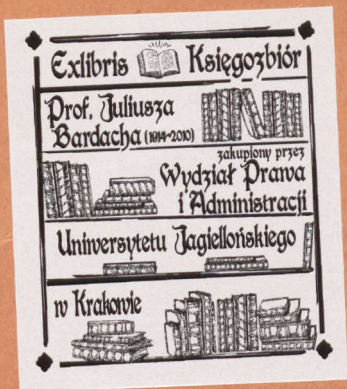 Exlibris Księgozbiór
Prof. Juliusza
Bardacha (1914-2010)
zakupiony przez
Wydział Prawa
i Administracji
Uniwersytetu Jagiellońskiego
w Krakowie